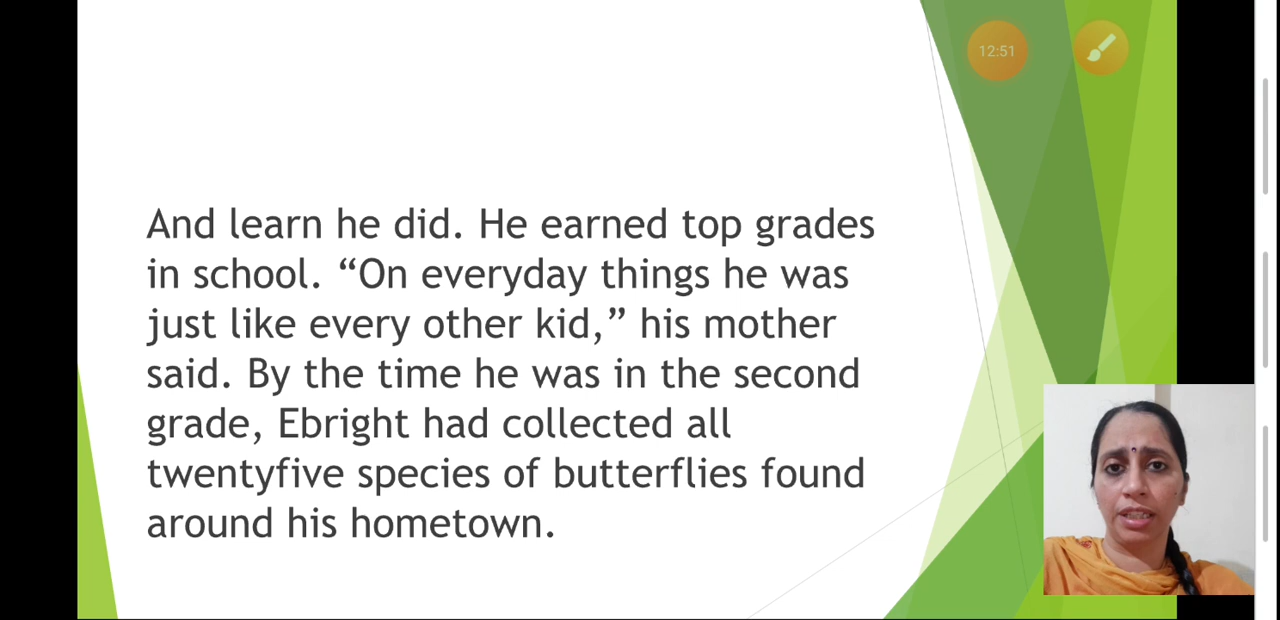 12:51
And learn he did. He earned top grades
in school. “On everyday things he was
just like every other kid,” his mother
said. By the time he was in the second
grade, Ebright had collected all
twentyfive species of butterflies found
around his hometown.